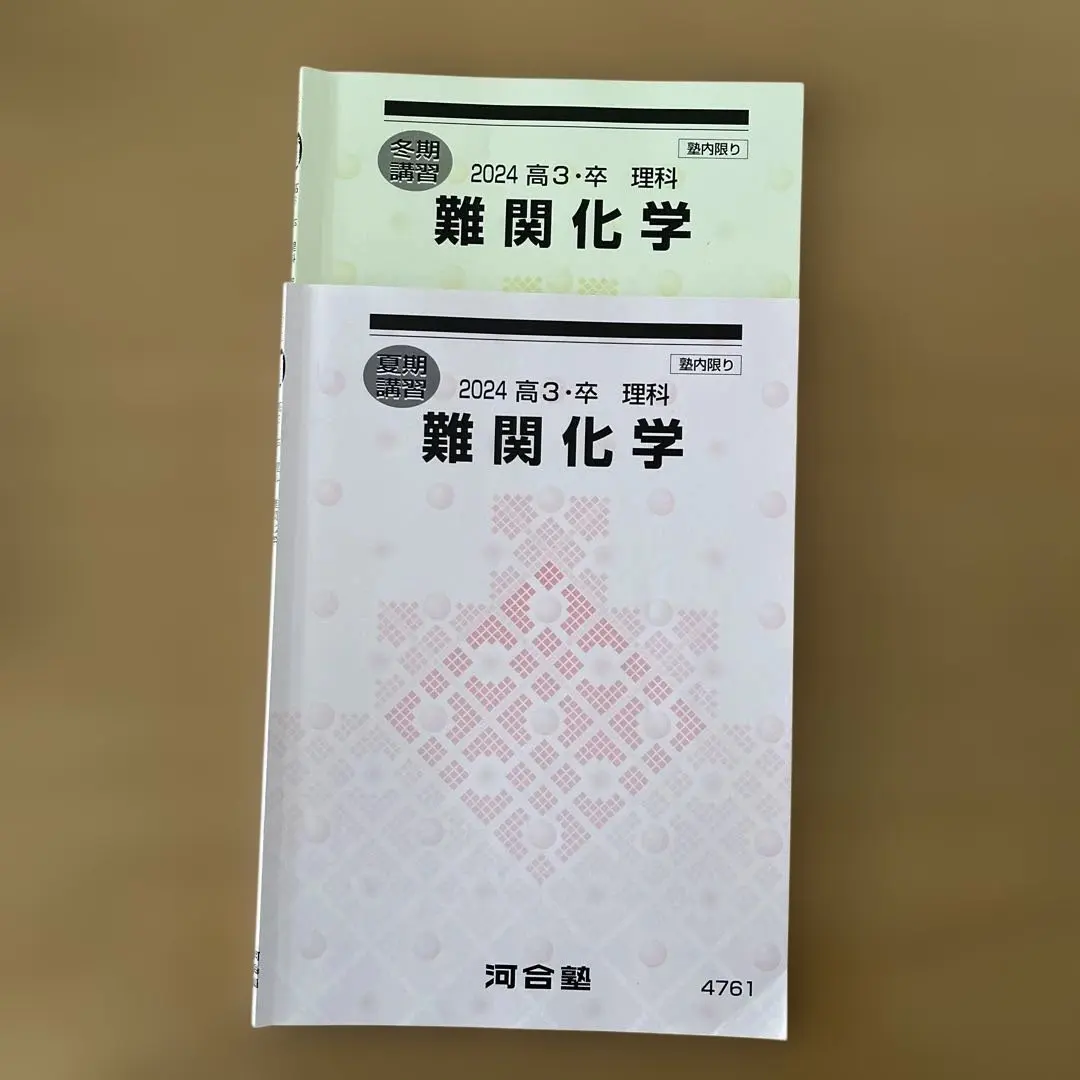 冬期
講習
塾内限り
2024 高3・卒 理科
難関化学
夏期
講習
塾内限り
2024 高3・卒 理科
難関化学
河合塾
4761